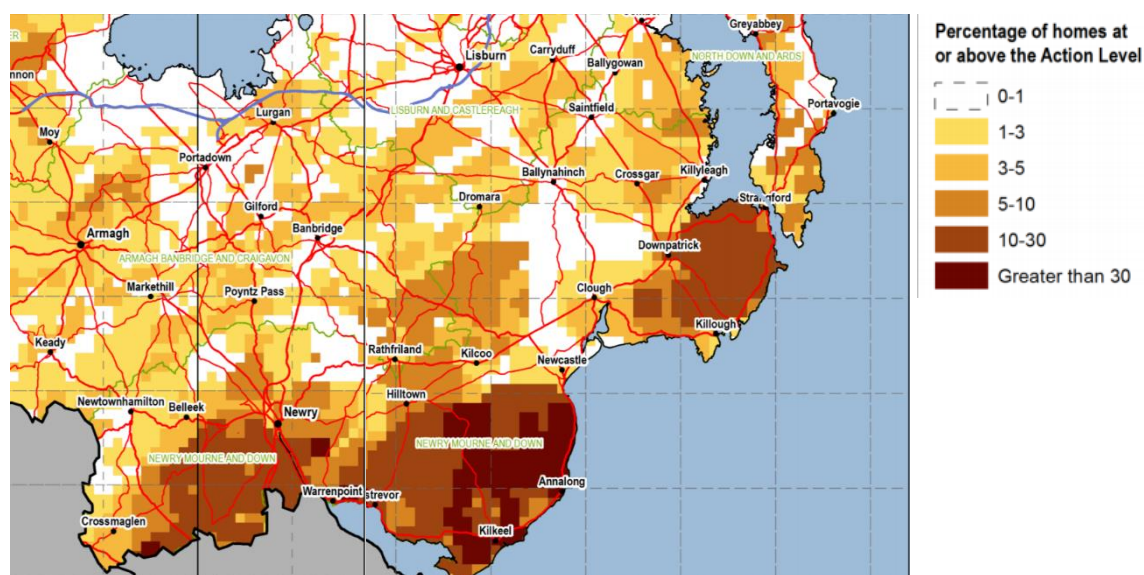 Greyabbey
Percentage of homes at
or above the Action Level
0-1
1-3
3-5
5-10
10-30
Greater than 30
Carryduff
Lisburn
Ballygowan
NORTH DOWN AND ARDS
LISBURN AND CASTLEREAGH
Saintfield
Portavogie
Lurgan
Moy
Portadown
Ballynahinch
Crossgar
Killyleagh
Dromara
Strangford
Gilford
Banbridge
Armagh
Downpatrick
ARMAGH BANBRIDGE AND CRAIGAVON
Markethill
Poyntz Pass
Clough
Killough
Keady
Rathfriland
Kilcoo
Newcastle
Hilltown
Newtownhamilton
Belleek
Newry
NEWRY MOURNE AND DOWN
NEWRY MOURNE AND DOWN
Annalong
Warrenpoint
strevor
Crossmaglen
Kilkeel